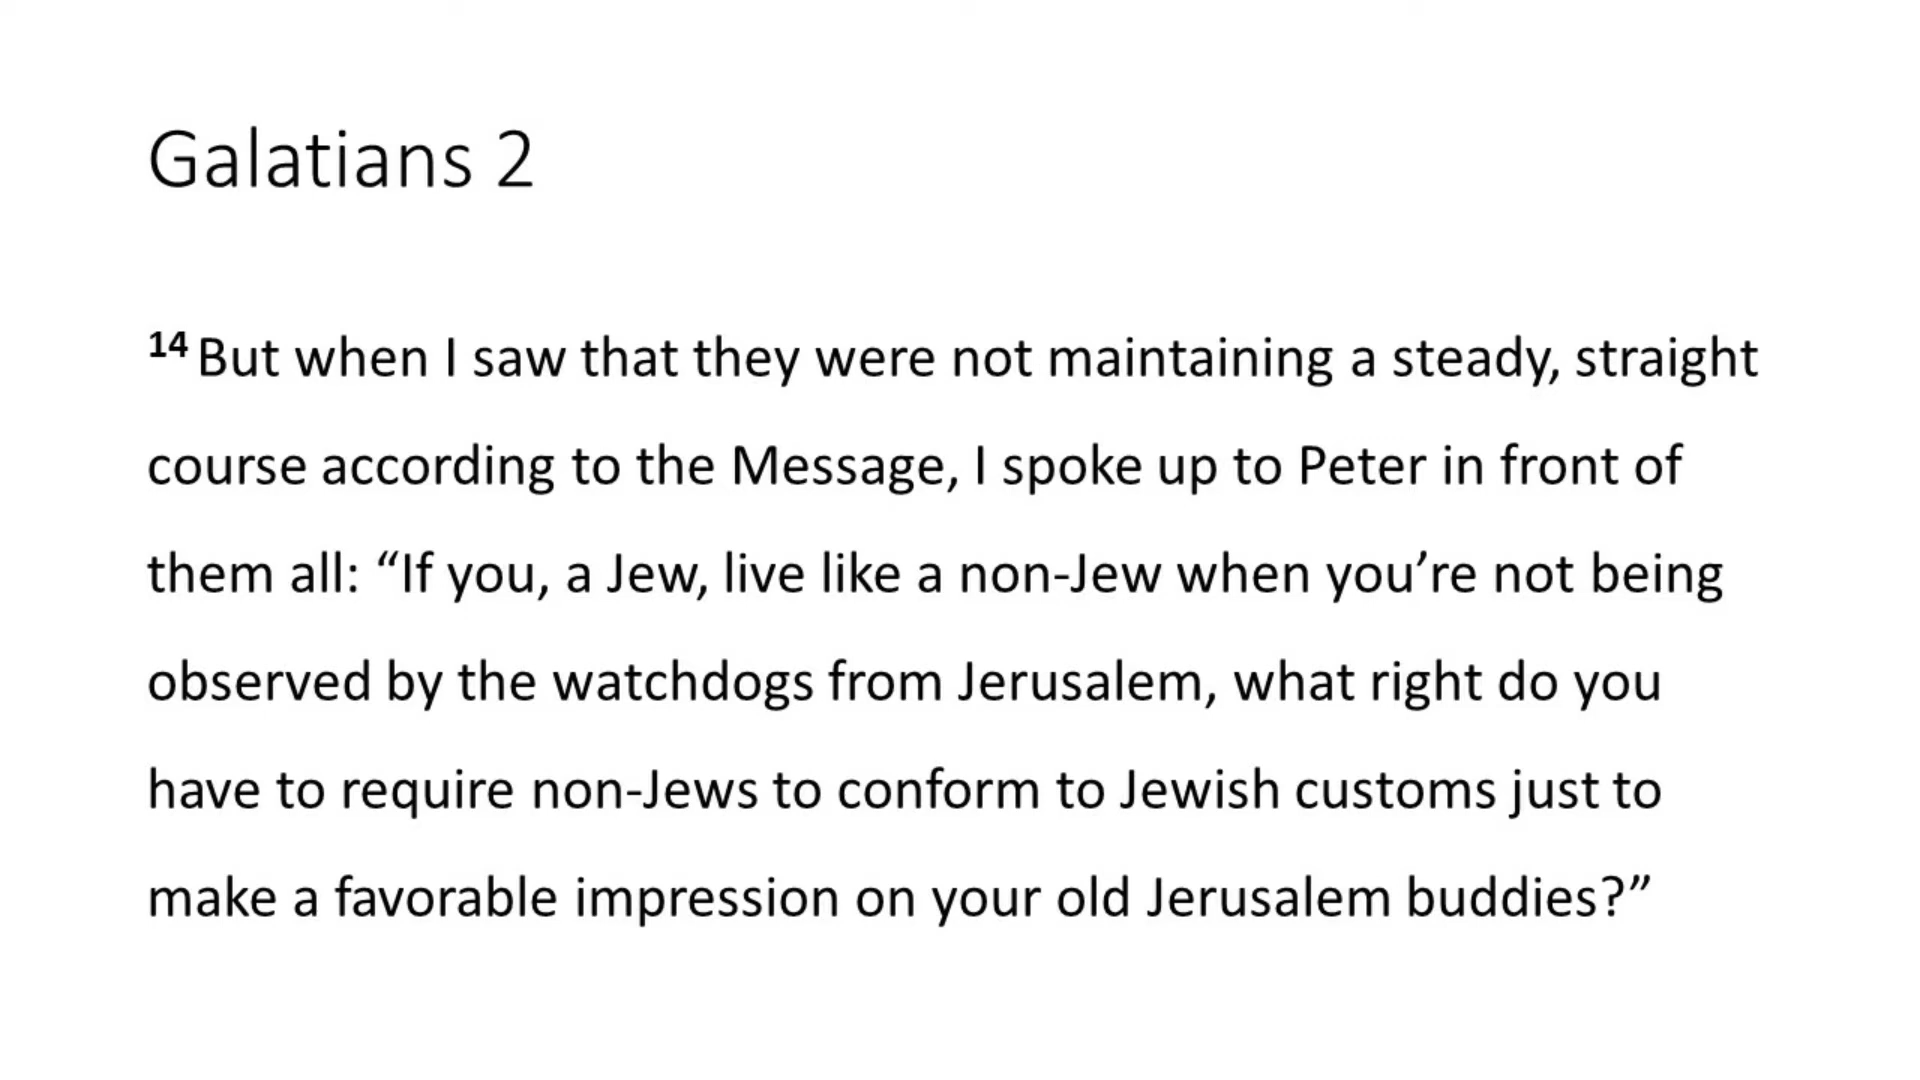 Galatians 2
14 But when I saw that they were not maintaining a steady, straight
course according to the Message, I spoke up to Peter in front of
them all: “If you, a Jew, live like a non-Jew when you’re not being
observed by the watchdogs from Jerusalem, what right do you
have to require non-Jews to conform to Jewish customs just to
make a favorable impression on your old Jerusalem buddies?”